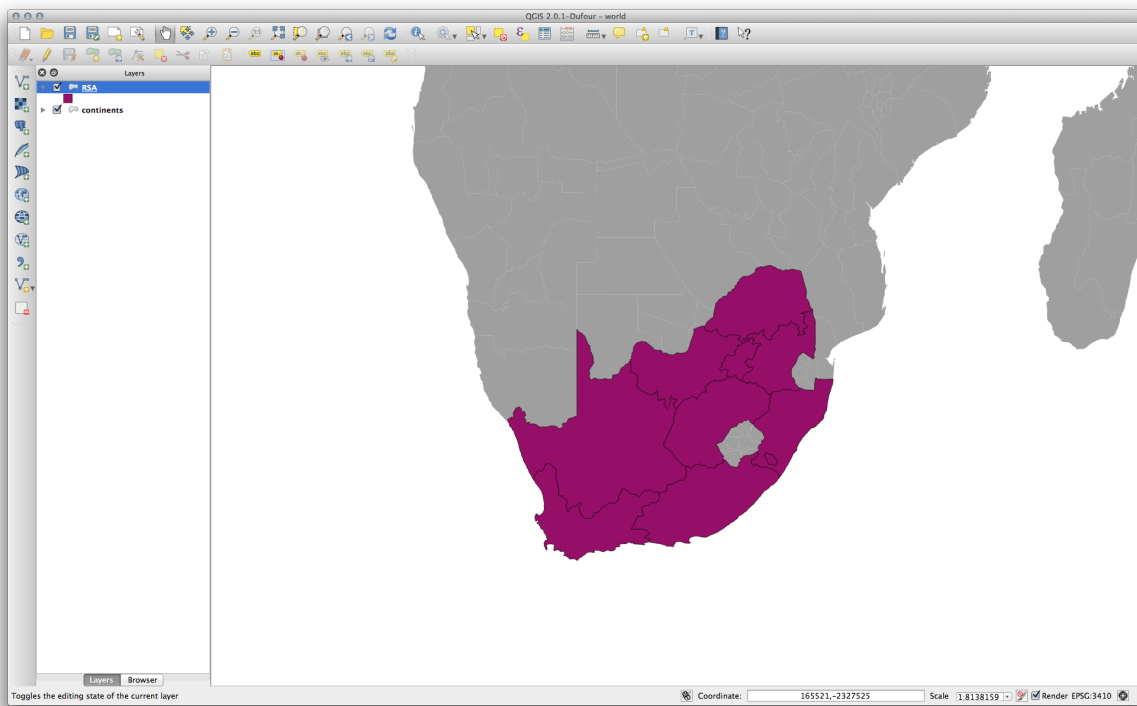 QGIS 2.0.1-Dufour - world
Layers
RSA
continents
Layers Browser
Toggles the editing state of the current layer
Coordinate: 165521,-2327525 Scale 1:8138159 Render EPSG:3410